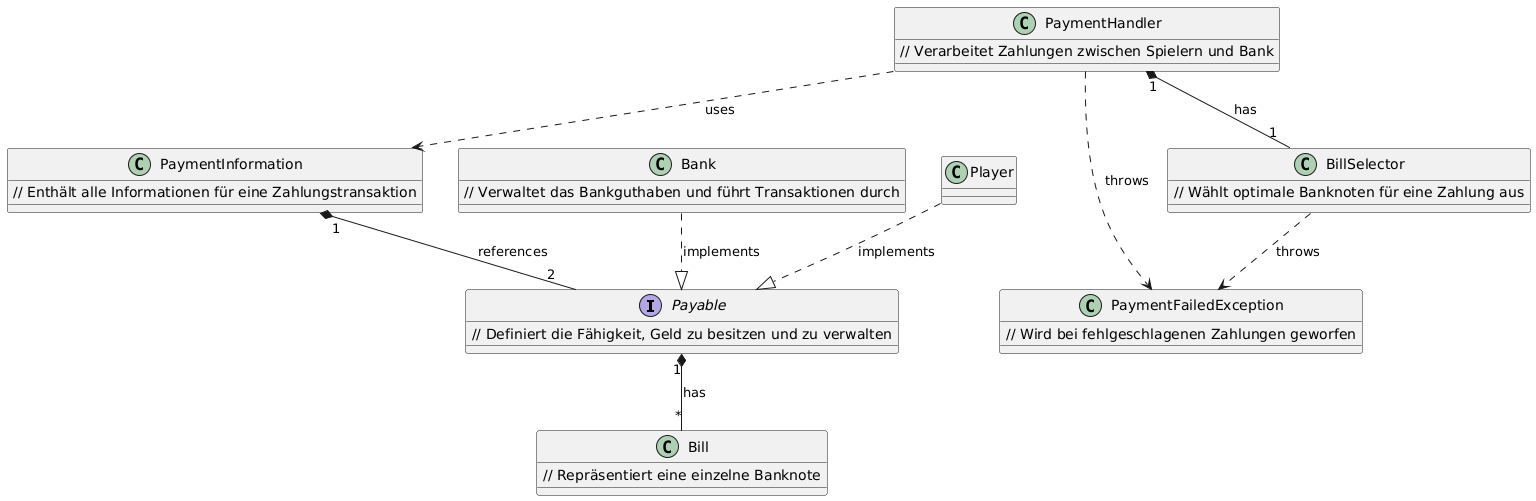 C PaymentHandler
// Verarbeitet Zahlungen zwischen Spielern und Bank
1
uses
has
1
C PaymentInformation
// Enthält alle Informationen für eine Zahlungstransaktion
1
C Bank
// Verwaltet das Bankguthaben und führt Transaktionen durch
C Player
throws
C BillSelector
// Wählt optimale Banknoten für eine Zahlung aus
references
2
implements
implements
throws
I Payable
// Definiert die Fähigkeit, Geld zu besitzen und zu verwalten
1
C PaymentFailedException
// Wird bei fehlgeschlagenen Zahlungen geworfen
has
*
C Bill
// Repräsentiert eine einzelne Banknote